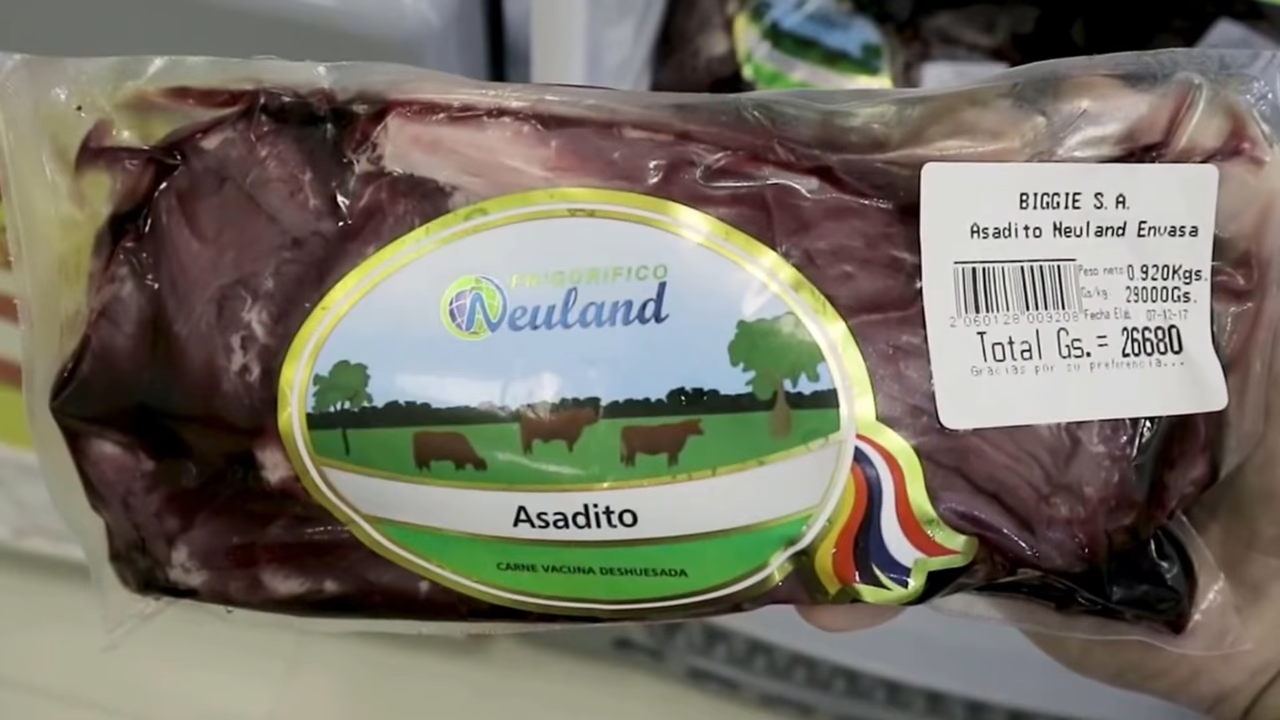 FRIGORIFICO
Neuland
Asadito
CARNE VACUNA DESHUESADA
BIGGIE S.A.
Asadito Neuland Envasa
Peso neto 0.920Kgs.
Gs/kg. 29000Gs.
2 060128 009208 Fecha Elab. 07-12-17
Total Gs.= 26680
Gracias por su preferencia...